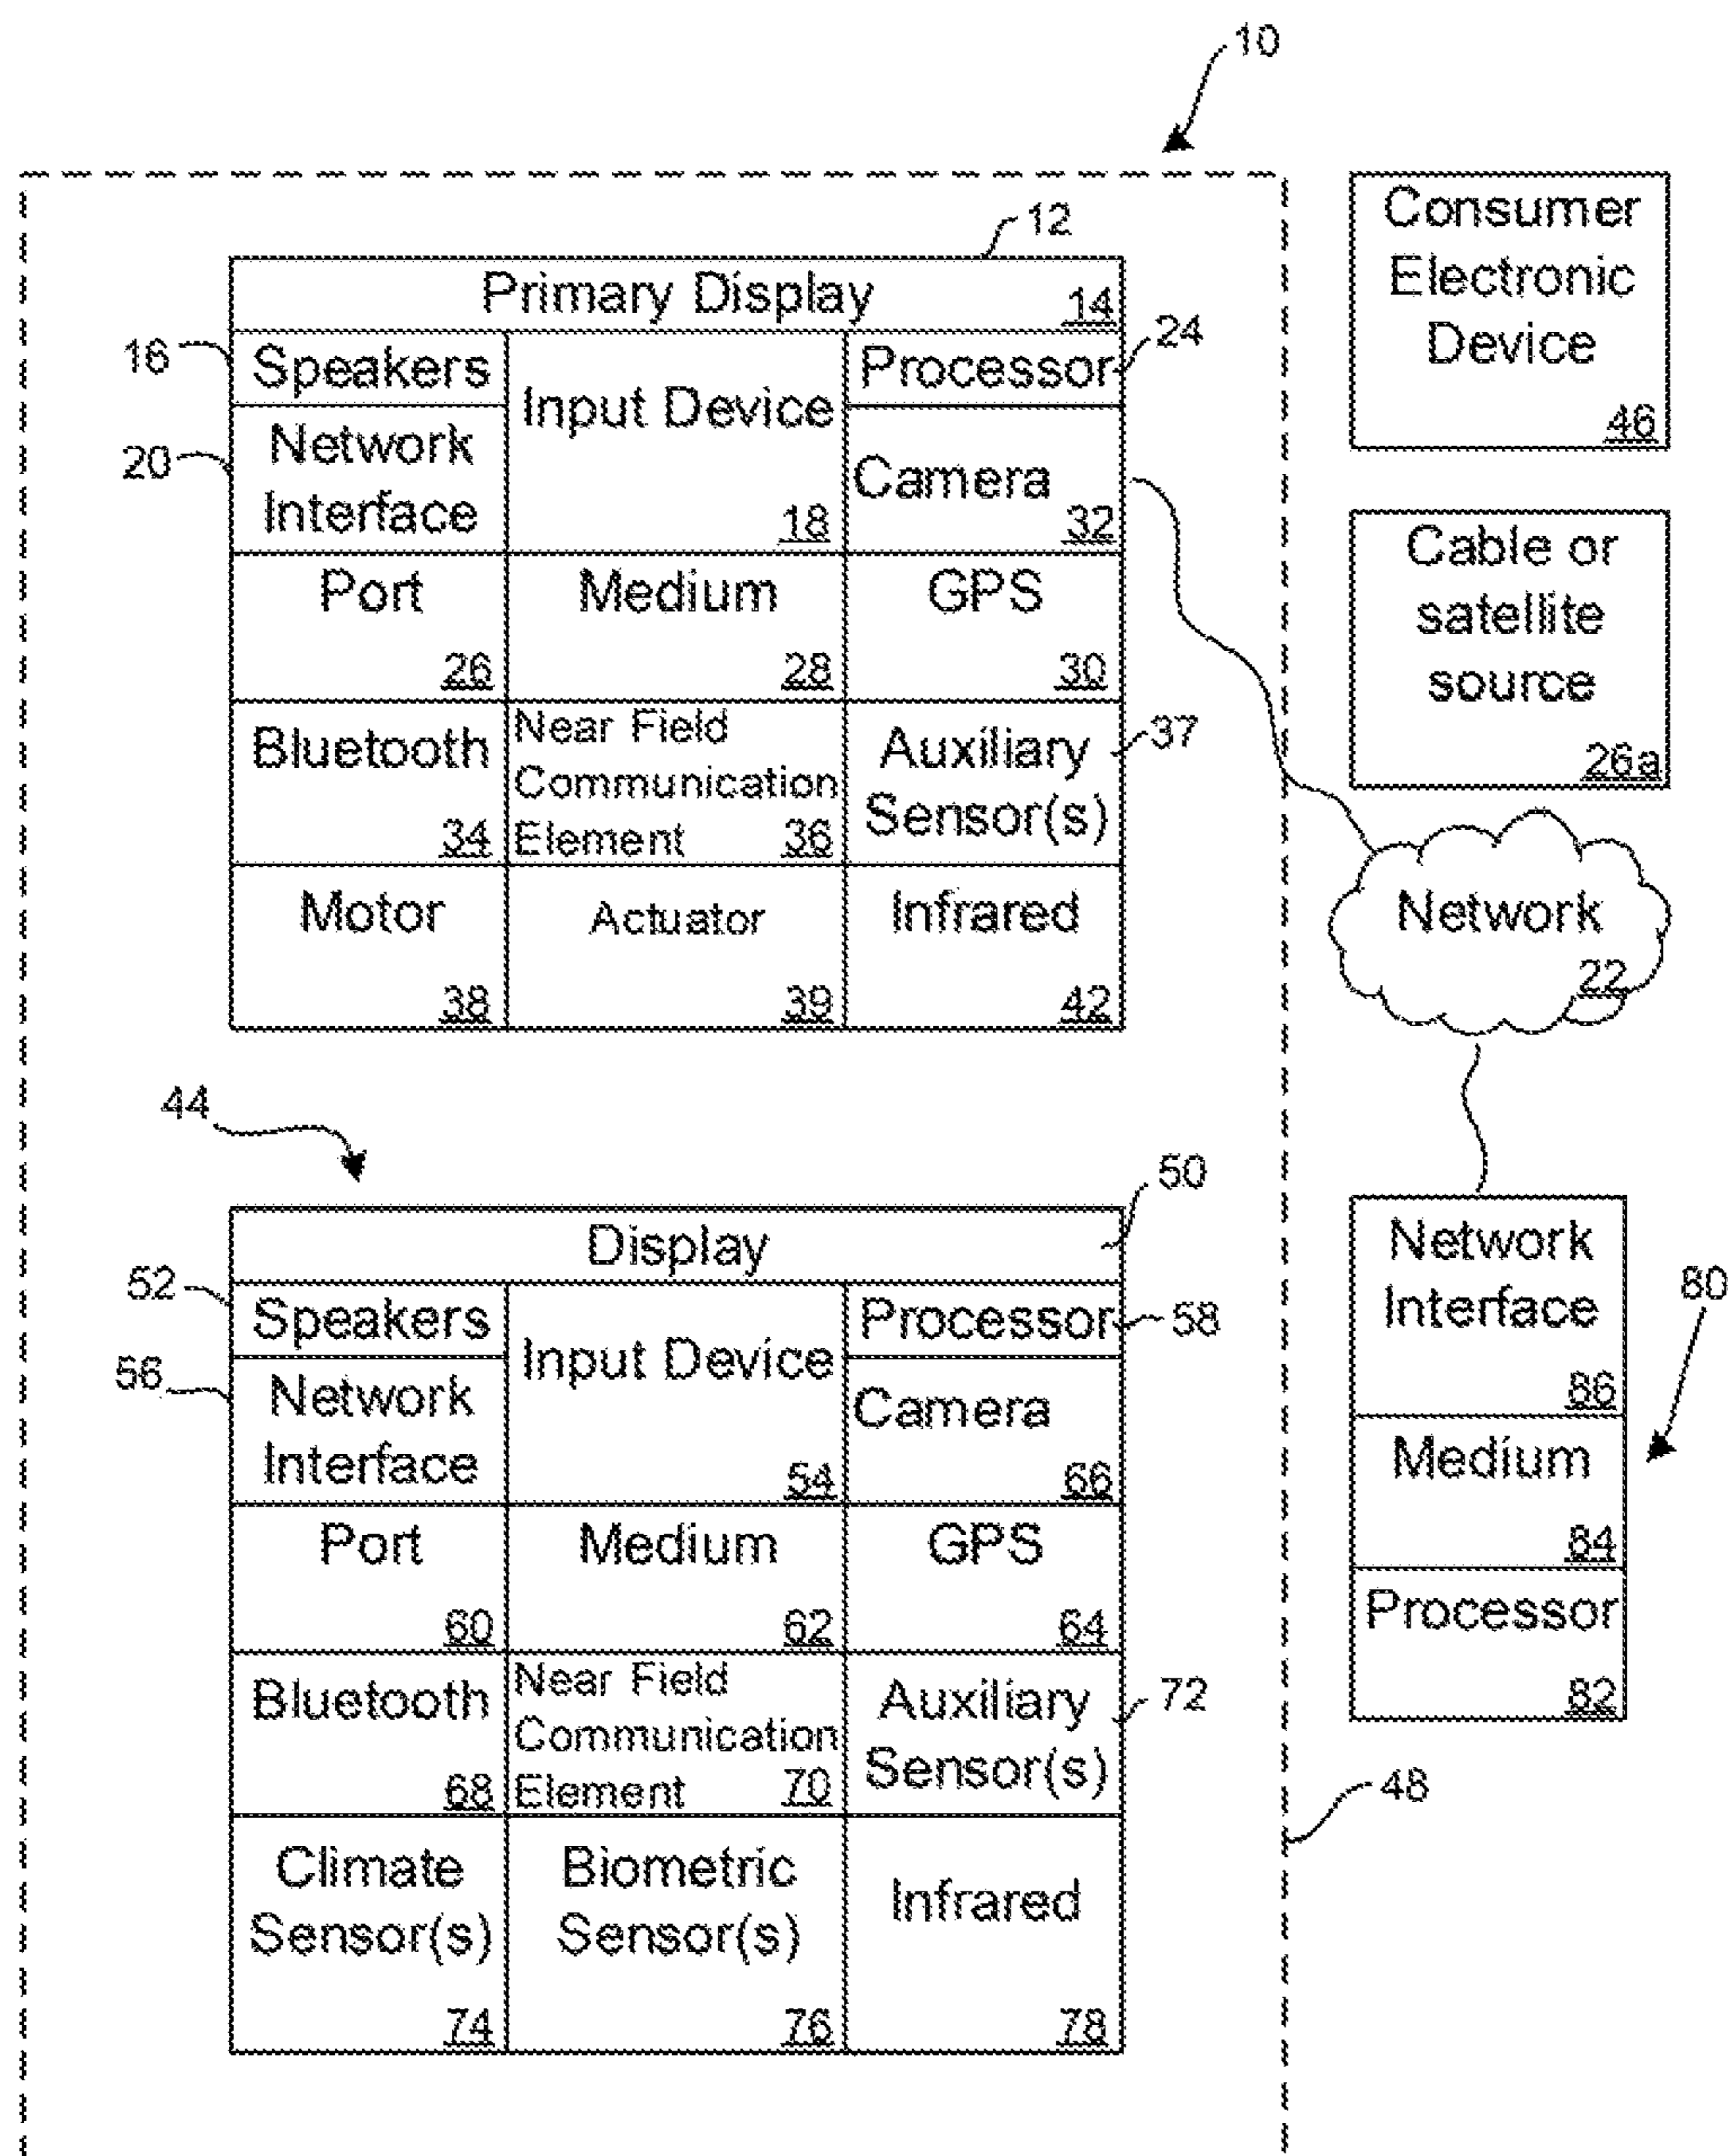 10
12
Primary Display
14
16
Speakers
Input Device
18
Processor
24
20
Network
Interface
Camera
32
Port
26
Medium
28
GPS
30
Bluetooth
34
Near Field
Communication
Element
36
Auxiliary
Sensor(s)
37
Motor
38
Actuator
39
Infrared
42
44
Display
50
52
Speakers
Input Device
54
Processor
58
56
Network
Interface
Camera
66
Port
60
Medium
62
GPS
64
Bluetooth
68
Near Field
Communication
Element
70
Auxiliary
Sensor(s)
72
Climate
Sensor(s)
74
Biometric
Sensor(s)
76
Infrared
78
48
Consumer
Electronic
Device
46
Cable or
satellite
source
26a
Network
22
Network
Interface
86
80
Medium
84
Processor
82